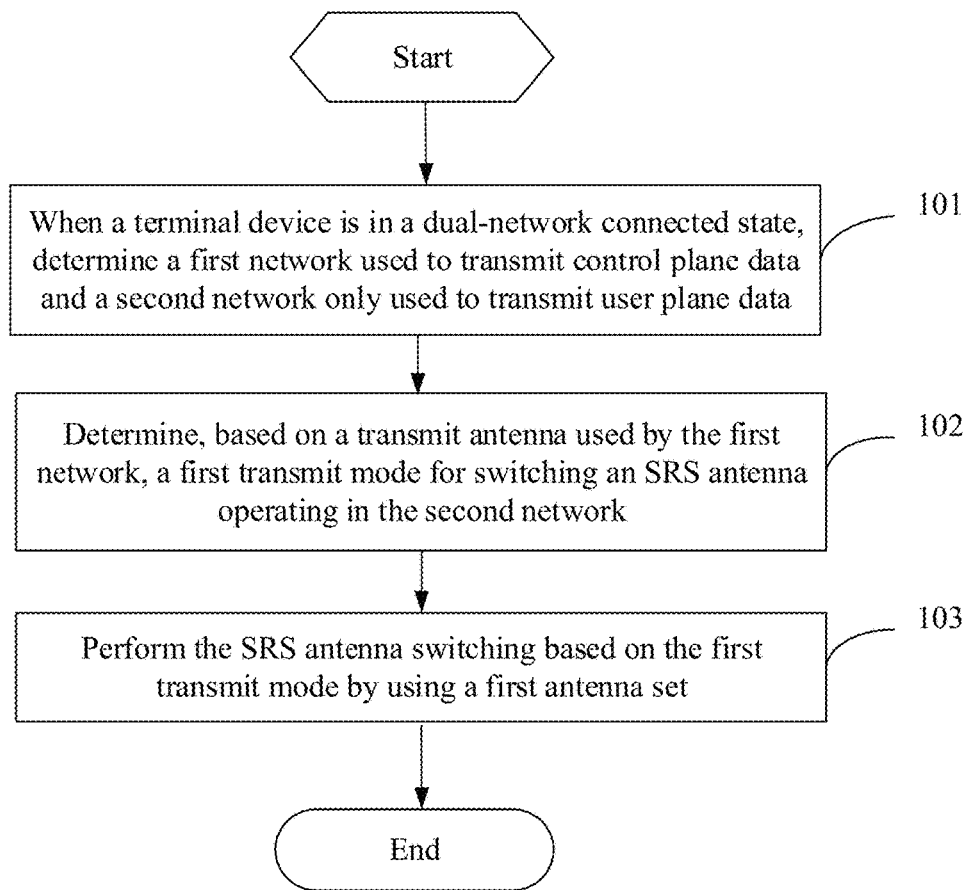 Start
When a terminal device is in a dual-network connected state,
determine a first network used to transmit control plane data
and a second network only used to transmit user plane data
101
Determine, based on a transmit antenna used by the first
network, a first transmit mode for switching an SRS antenna
operating in the second network
102
Perform the SRS antenna switching based on the first
transmit mode by using a first antenna set
103
End